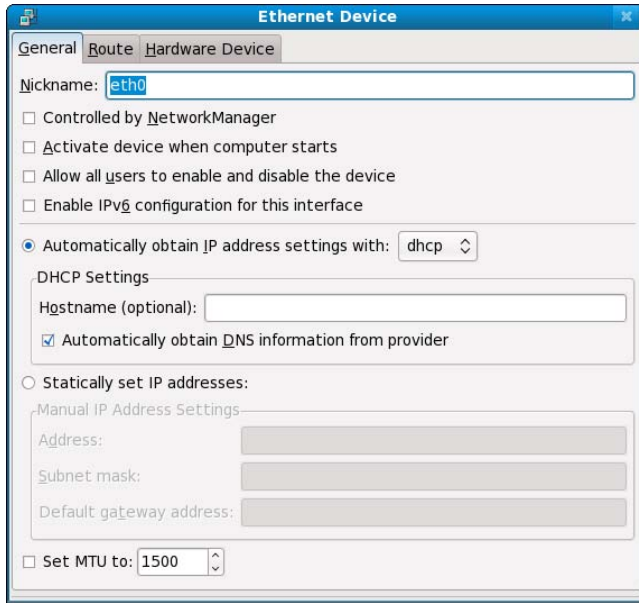 Ethernet Device
General Route Hardware Device
Nickname: eth0
Controlled by NetworkManager
Activate device when computer starts
Allow all users to enable and disable the device
Enable IPv6 configuration for this interface
Automatically obtain IP address settings with: dhcp
DHCP Settings
Hostname (optional):
Automatically obtain DNS information from provider
Statically set IP addresses:
Manual IP Address Settings
Address:
Subnet mask:
Default gateway address:
Set MTU to: 1500